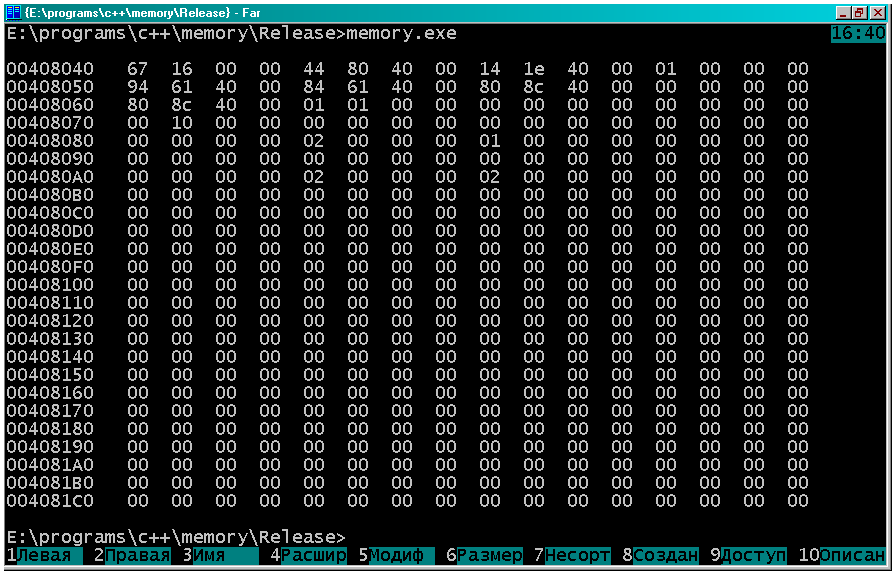 {E:\programs\c++\memory\Release} - Far
E:\programs\c++\memory\Release>memory.exe 16:40
00408040 67 16 00 00 44 80 40 00 14 1e 40 00 01 00 00 00
00408050 94 61 40 00 84 61 40 00 80 8c 40 00 00 00 00 00
00408060 80 8c 40 00 01 01 00 00 00 00 00 00 00 00 00 00
00408070 00 10 00 00 00 00 00 00 00 00 00 00 00 00 00 00
00408080 00 00 00 00 02 00 00 00 01 00 00 00 00 00 00 00
00408090 00 00 00 00 00 00 00 00 00 00 00 00 00 00 00 00
004080A0 00 00 00 00 02 00 00 00 02 00 00 00 00 00 00 00
004080B0 00 00 00 00 00 00 00 00 00 00 00 00 00 00 00 00
004080C0 00 00 00 00 00 00 00 00 00 00 00 00 00 00 00 00
004080D0 00 00 00 00 00 00 00 00 00 00 00 00 00 00 00 00
004080E0 00 00 00 00 00 00 00 00 00 00 00 00 00 00 00 00
004080F0 00 00 00 00 00 00 00 00 00 00 00 00 00 00 00 00
00408100 00 00 00 00 00 00 00 00 00 00 00 00 00 00 00 00
00408110 00 00 00 00 00 00 00 00 00 00 00 00 00 00 00 00
00408120 00 00 00 00 00 00 00 00 00 00 00 00 00 00 00 00
00408130 00 00 00 00 00 00 00 00 00 00 00 00 00 00 00 00
00408140 00 00 00 00 00 00 00 00 00 00 00 00 00 00 00 00
00408150 00 00 00 00 00 00 00 00 00 00 00 00 00 00 00 00
00408160 00 00 00 00 00 00 00 00 00 00 00 00 00 00 00 00
00408170 00 00 00 00 00 00 00 00 00 00 00 00 00 00 00 00
00408180 00 00 00 00 00 00 00 00 00 00 00 00 00 00 00 00
00408190 00 00 00 00 00 00 00 00 00 00 00 00 00 00 00 00
004081A0 00 00 00 00 00 00 00 00 00 00 00 00 00 00 00 00
004081B0 00 00 00 00 00 00 00 00 00 00 00 00 00 00 00 00
004081C0 00 00 00 00 00 00 00 00 00 00 00 00 00 00 00 00
E:\programs\c++\memory\Release>
1Левая 2Правая 3Имя 4Расшир 5Модиф 6Размер 7Несорт 8Создан 9Доступ 10Описан